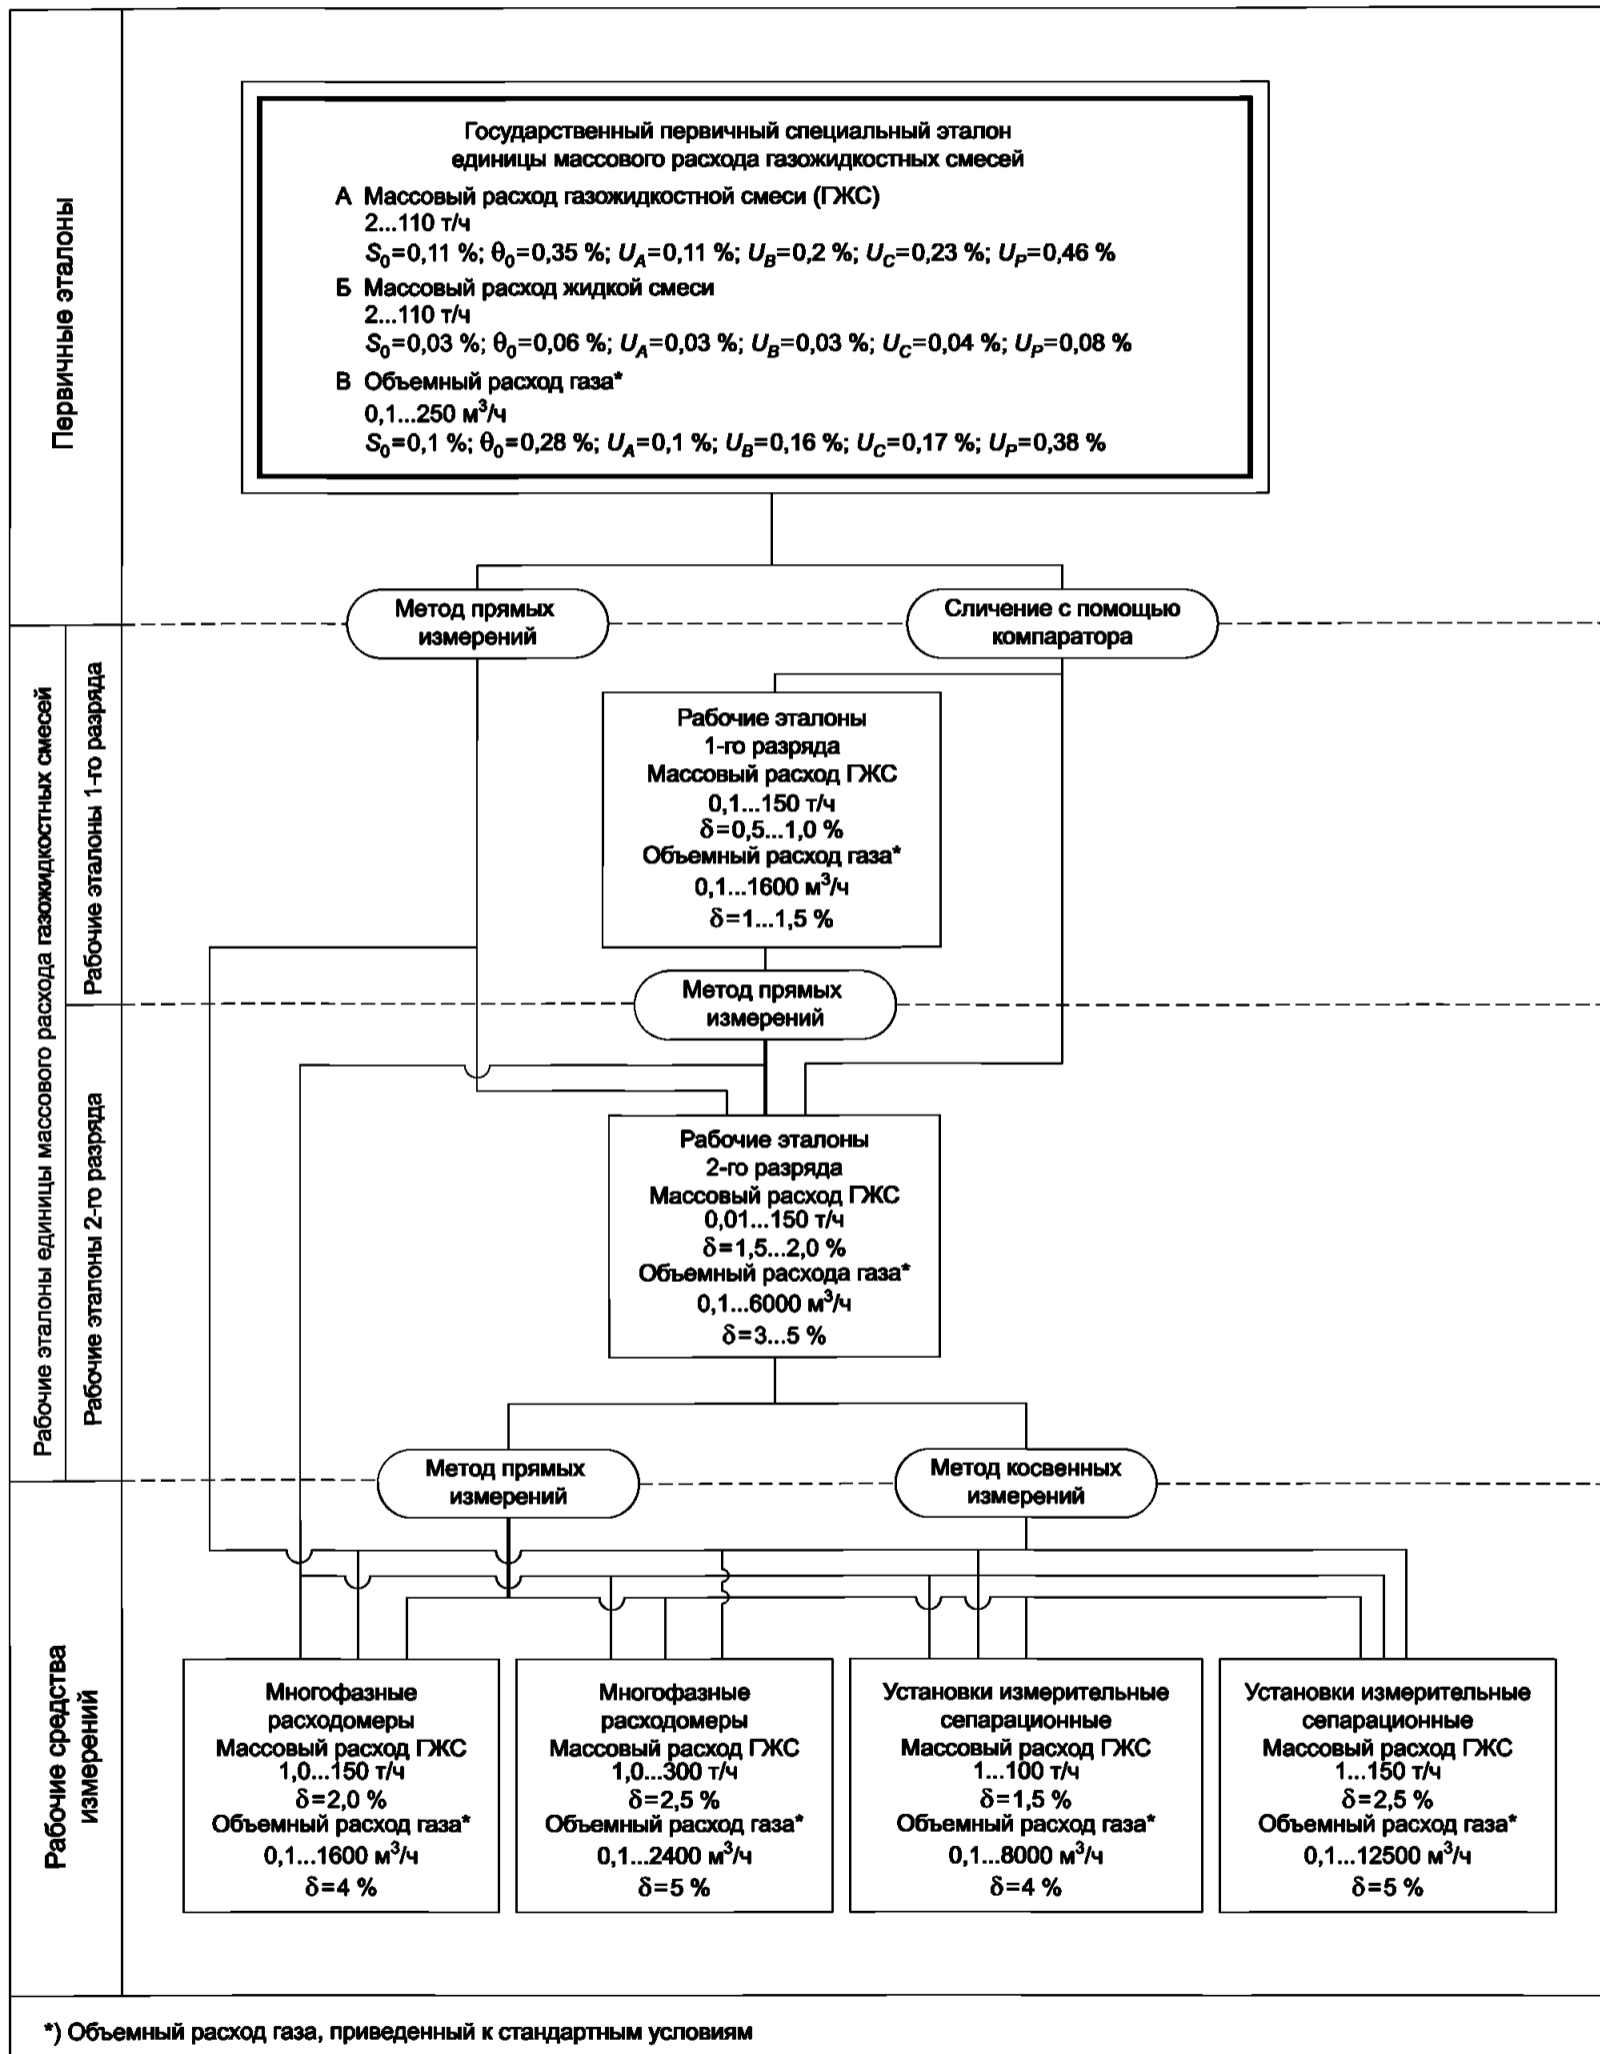 Первичные эталоны
Государственный первичный специальный эталон
единицы массового расхода газожидкостных смесей
А Массовый расход газожидкостной смеси (ГЖС)
2...110 т/ч
S₀=0,11 %; θ₀=0,35 %; U_A=0,11 %; U_B=0,2 %; U_C=0,23 %; U_P=0,46 %
Б Массовый расход жидкой смеси
2...110 т/ч
S₀=0,03 %; θ₀=0,06 %; U_A=0,03 %; U_B=0,03 %; U_C=0,04 %; U_P=0,08 %
В Объемный расход газа*
0,1...250 м³/ч
S₀=0,1 %; θ₀=0,28 %; U_A=0,1 %; U_B=0,16 %; U_C=0,17 %; U_P=0,38 %
Метод прямых
измерений
Сличение с помощью
компаратора
Рабочие эталоны единицы массового расхода газожидкостных смесей
Рабочие эталоны 1-го разряда
Рабочие эталоны
1-го разряда
Массовый расход ГЖС
0,1...150 т/ч
δ=0,5...1,0 %
Объемный расход газа*
0,1...1600 м³/ч
δ=1...1,5 %
Метод прямых
измерений
Рабочие эталоны 2-го разряда
Рабочие эталоны
2-го разряда
Массовый расход ГЖС
0,01...150 т/ч
δ=1,5...2,0 %
Объемный расхода газа*
0,1...6000 м³/ч
δ=3...5 %
Метод прямых
измерений
Метод косвенных
измерений
Рабочие средства
измерений
Многофазные
расходомеры
Массовый расход ГЖС
1,0...150 т/ч
δ=2,0 %
Объемный расход газа*
0,1...1600 м³/ч
δ=4 %
Многофазные
расходомеры
Массовый расход ГЖС
1,0...300 т/ч
δ=2,5 %
Объемный расход газа*
0,1...2400 м³/ч
δ=5 %
Установки измерительные
сепарационные
Массовый расход ГЖС
1...100 т/ч
δ=1,5 %
Объемный расход газа*
0,1...8000 м³/ч
δ=4 %
Установки измерительные
сепарационные
Массовый расход ГЖС
1...150 т/ч
δ=2,5 %
Объемный расход газа*
0,1...12500 м³/ч
δ=5 %
*) Объемный расход газа, приведенный к стандартным условиям